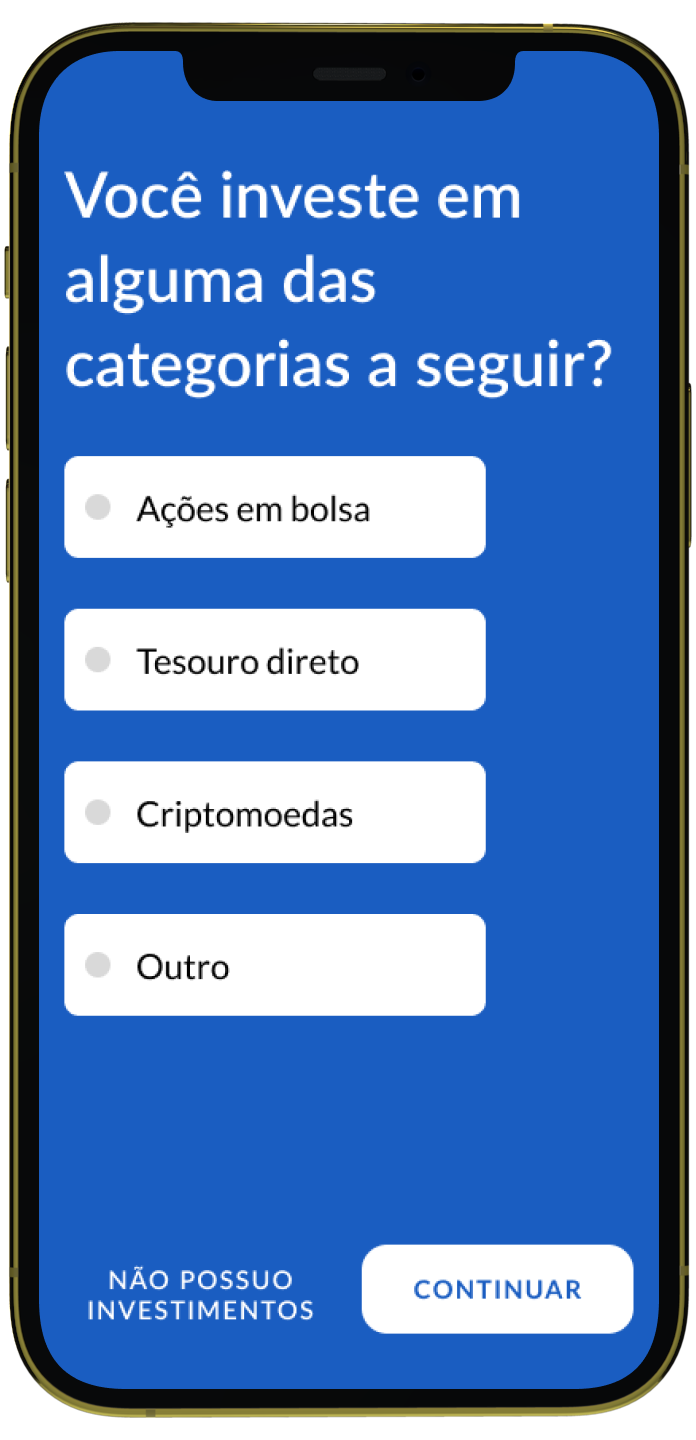 Você investe em
alguma das
categorias a seguir?
Ações em bolsa
Tesouro direto
Criptomoedas
Outro
NÃO POSSUO
INVESTIMENTOS
CONTINUAR